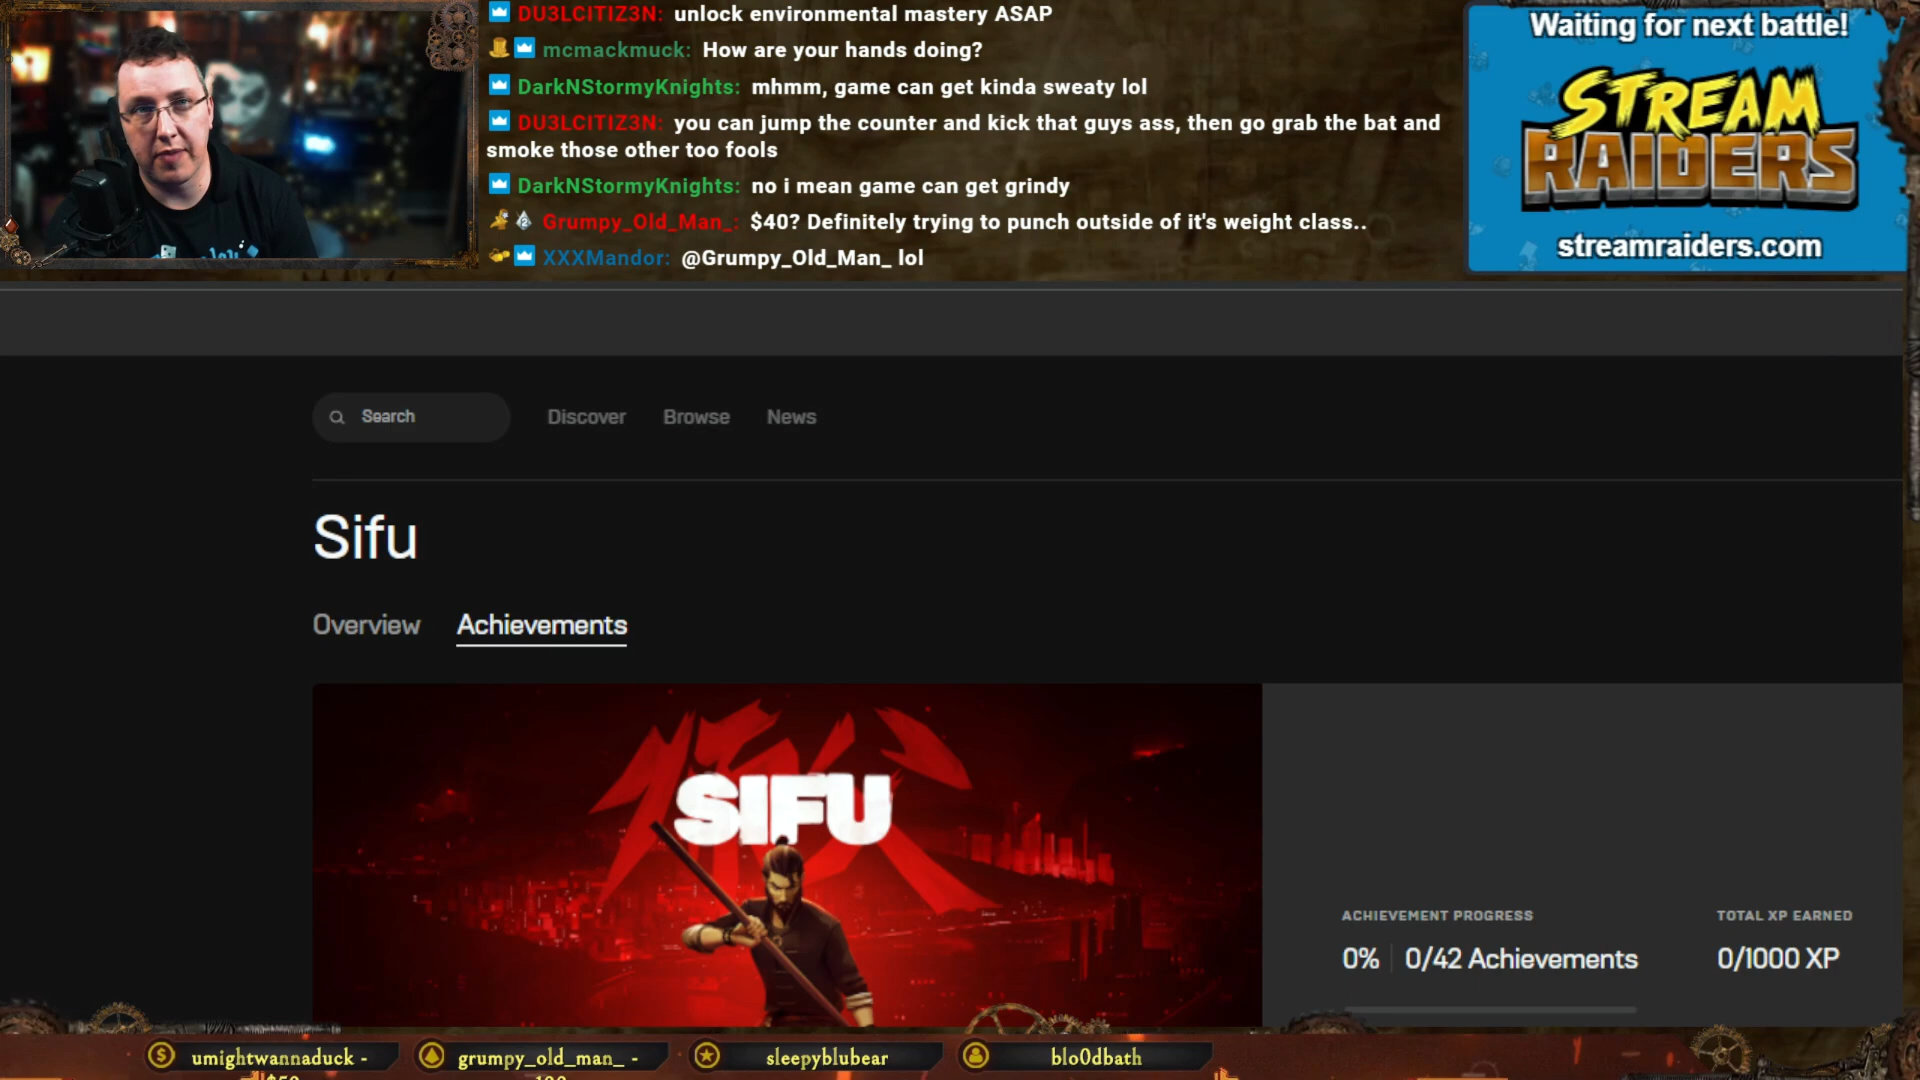 DU3LCITIZ3N: unlock environmental mastery ASAP
mcmackmuck: How are your hands doing?
DarkNStormyKnights: mhmm, game can get kinda sweaty lol
DU3LCITIZ3N: you can jump the counter and kick that guys ass, then go grab the bat and
smoke those other too fools
DarkNStormyKnights: no i mean game can get grindy
Grumpy_Old_Man_: $40? Definitely trying to punch outside of it's weight class..
XXXMandor: @Grumpy_Old_Man_ lol
Waiting for next battle!
STREAM
RAIDERS
streamraiders.com
Search
Discover
Browse
News
Sifu
Overview
Achievements
SIFU
ACHIEVEMENT PROGRESS
0% 0/42 Achievements
TOTAL XP EARNED
0/1000 XP
umightwannaduck -
grumpy_old_man_ -
sleepyblubear
blo0dbath